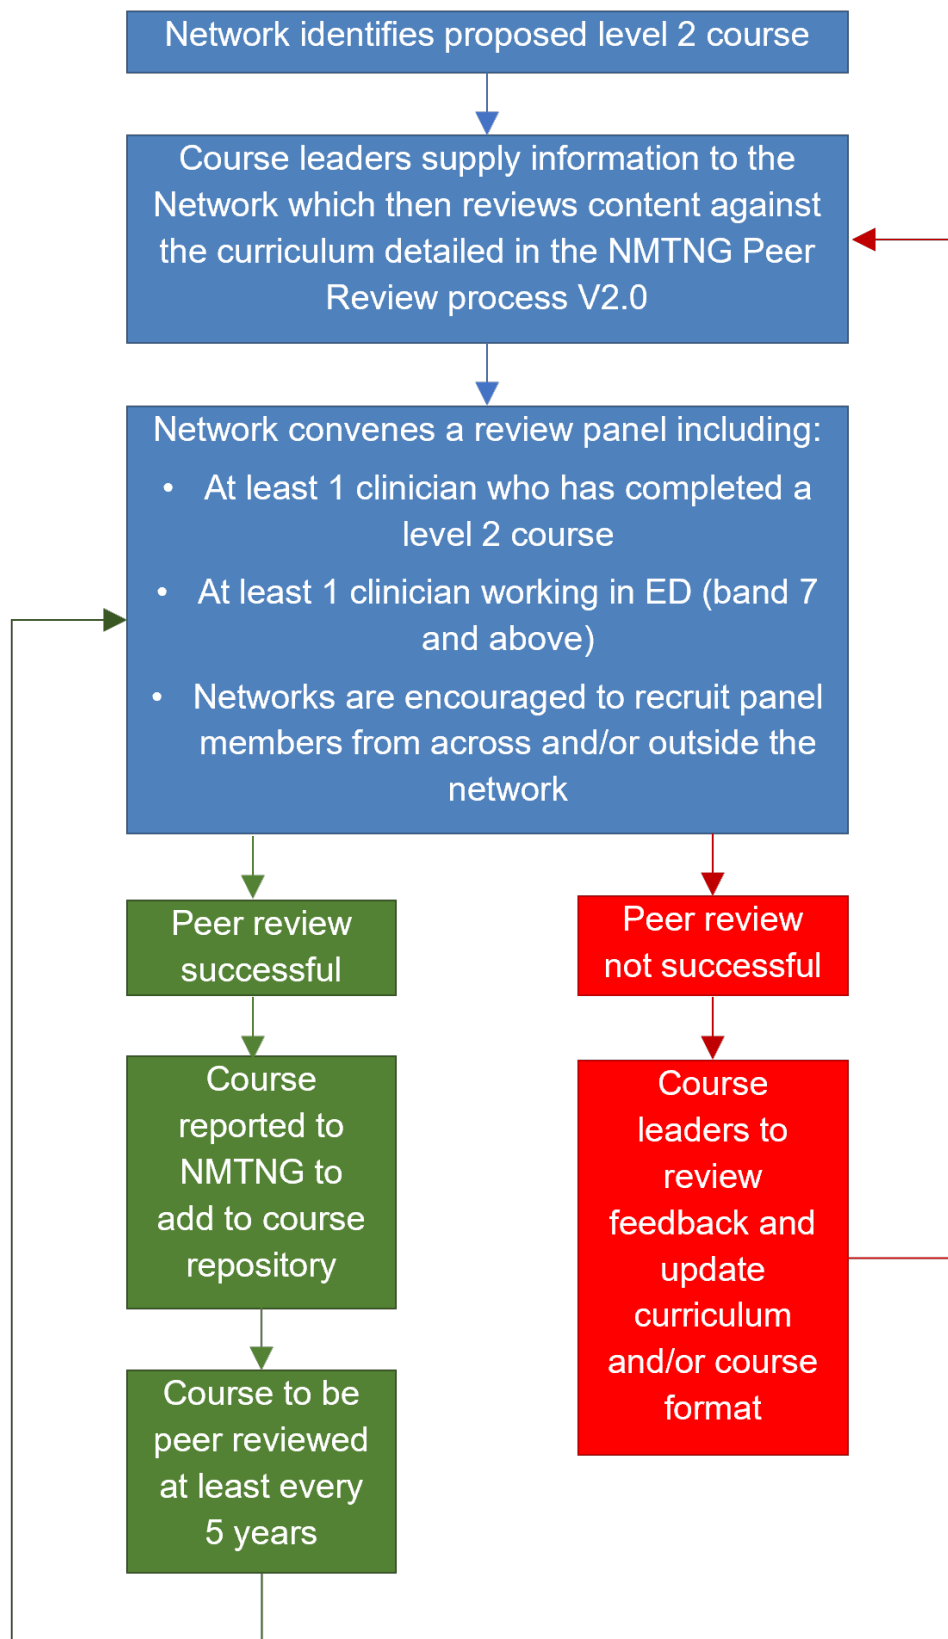 Network identifies proposed level 2 course
Course leaders supply information to the
Network which then reviews content against
the curriculum detailed in the NMTNG Peer
Review process V2.0
Network convenes a review panel including:
• At least 1 clinician who has completed a
level 2 course
• At least 1 clinician working in ED (band 7
and above)
• Networks are encouraged to recruit panel
members from across and/or outside the
network
Peer review
successful
Course
reported to
NMTNG to
add to course
repository
Course to be
peer reviewed
at least every
5 years
Peer review
not successful
Course
leaders to
review
feedback and
update
curriculum
and/or course
format